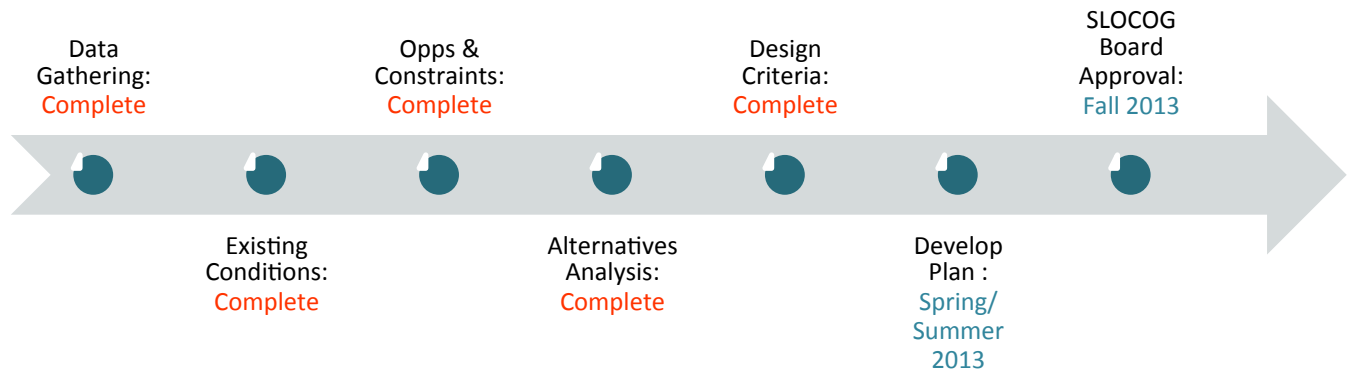 Data
Gathering:
Complete
Existing
Conditions:
Complete
Opps &
Constraints:
Complete
Alternatives
Analysis:
Complete
Design
Criteria:
Complete
Develop
Plan :
Spring/
Summer
2013
SLOCOG
Board
Approval:
Fall 2013